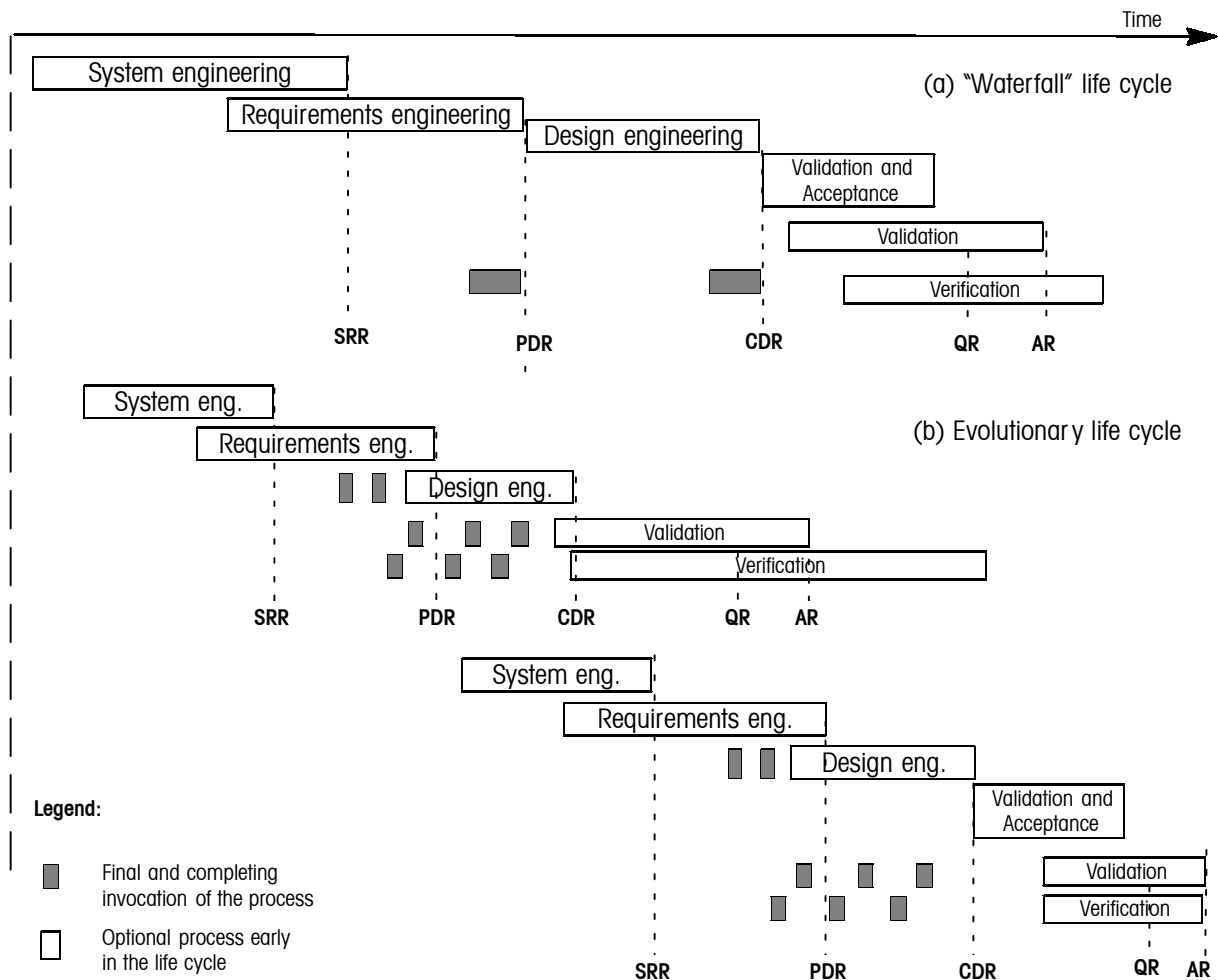 Time
System engineering
(a) "Waterfall" life cycle
Requirements engineering
Design engineering
Validation and
Acceptance
Validation
Verification
SRR
PDR
CDR
QR
AR
System eng.
(b) Evolutionary life cycle
Requirements eng.
Design eng.
Validation
Verification
SRR
PDR
CDR
QR
AR
System eng.
Requirements eng.
Design eng.
Validation and
Acceptance
Legend:
Final and completing
invocation of the process
Optional process early
in the life cycle
Validation
Verification
SRR
PDR
CDR
QR
AR